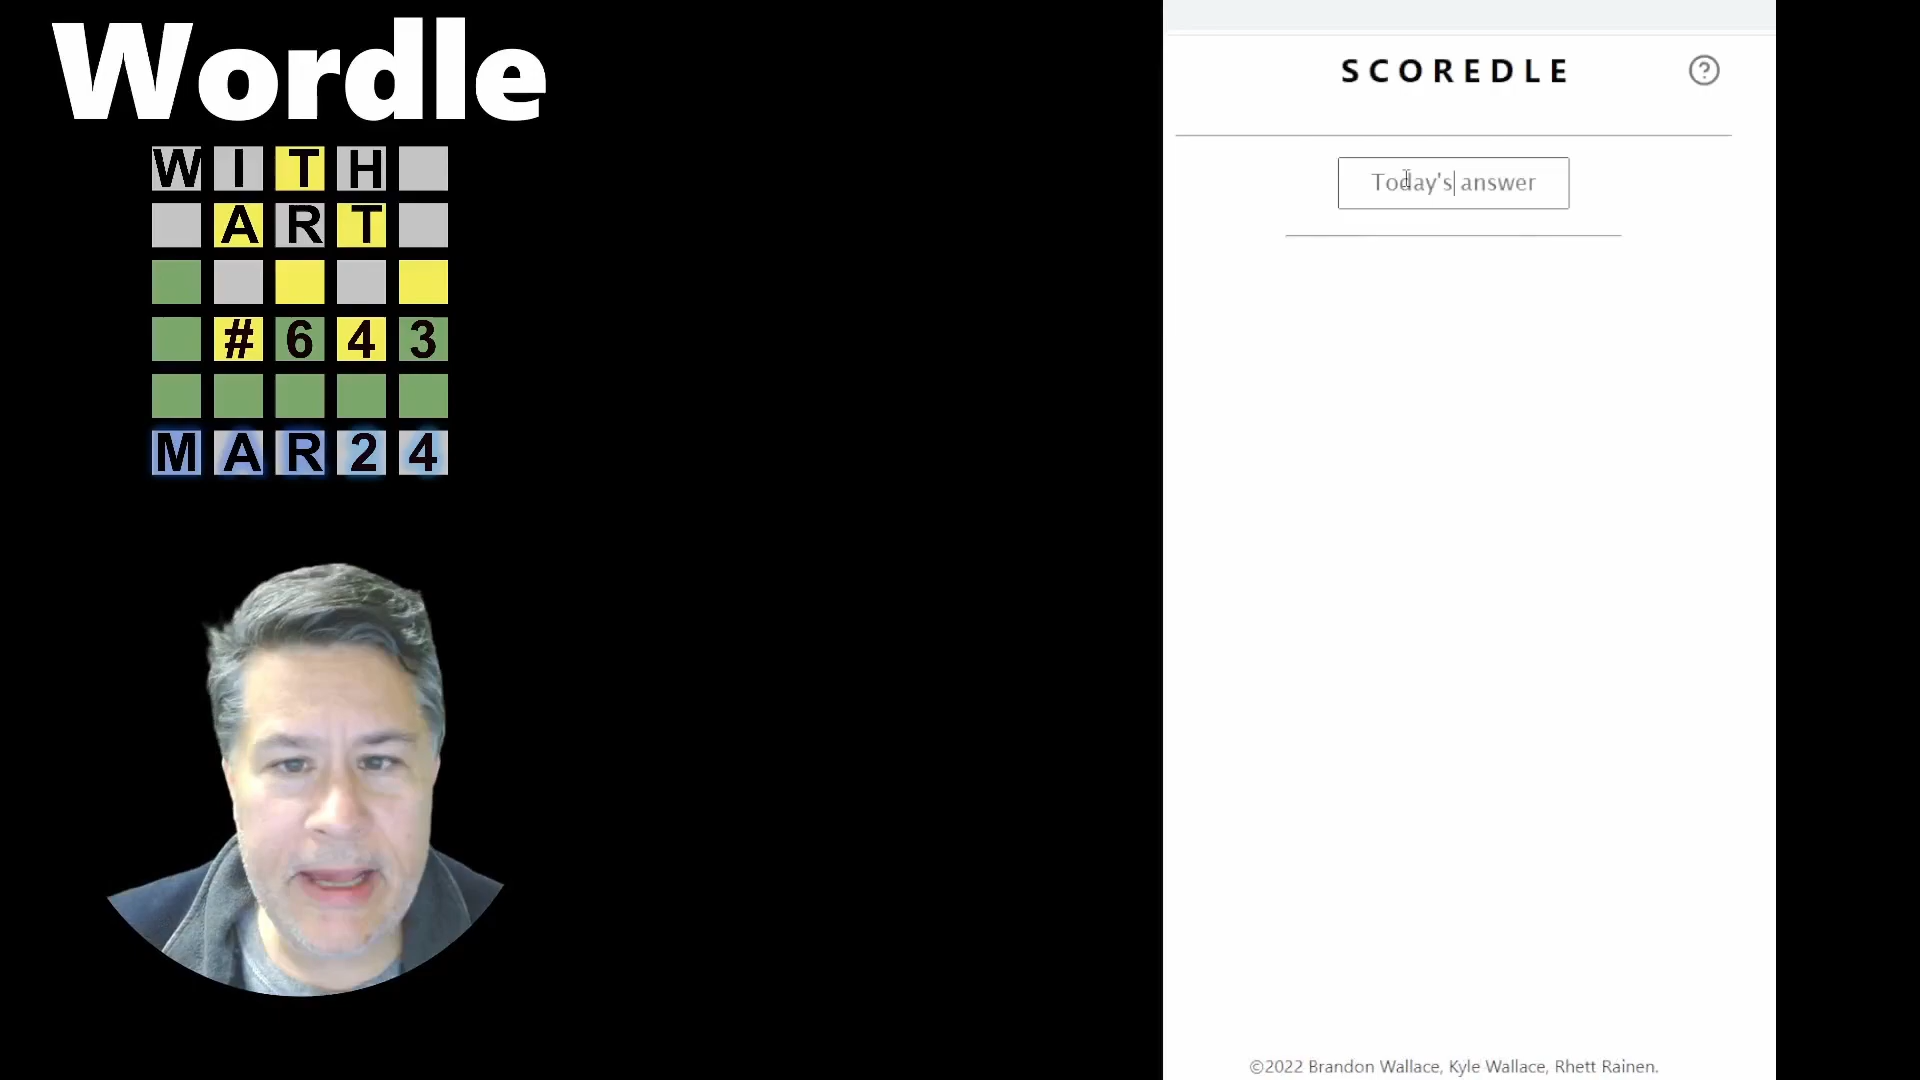 Wordle
WITH
ART
#643
MAR24
SCOREDLE
?
Today's answer
©2022 Brandon Wallace, Kyle Wallace, Rhett Rainen.